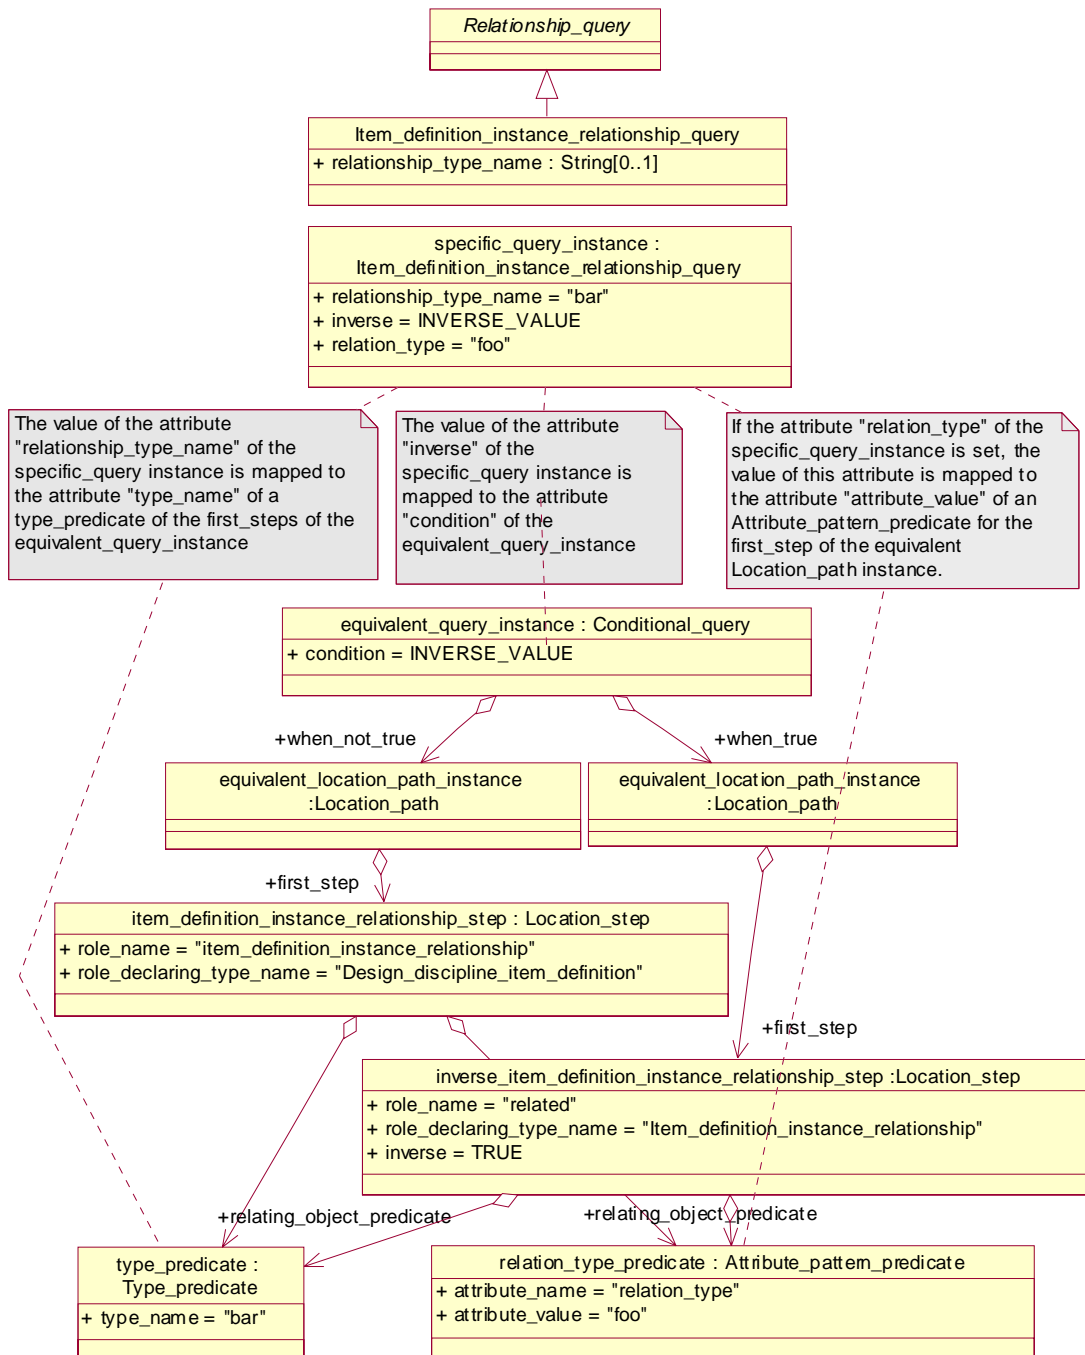 Relationship_query
Item_definition_instance_relationship_query
+ relationship_type_name : String[0..1]
specific_query_instance :
Item_definition_instance_relationship_query
+ relationship_type_name = "bar"
+ inverse = INVERSE_VALUE
+ relation_type = "foo"
The value of the attribute
"relationship_type_name" of the
specific_query instance is mapped to
the attribute "type_name" of a
type_predicate of the first_steps of the
equivalent_query_instance
The value of the attribute
"inverse" of the
specific_query instance is
mapped to the attribute
"condition" of the
equivalent_query_instance
If the attribute "relation_type" of the
specific_query_instance is set, the
value of this attribute is mapped to
the attribute "attribute_value" of an
Attribute_pattern_predicate for the
first_step of the equivalent
Location_path instance.
equivalent_query_instance : Conditional_query
+ condition = INVERSE_VALUE
+when_not_true
+when_true
equivalent_location_path_instance
:Location_path
equivalent_location_path_instance
:Location_path
+first_step
item_definition_instance_relationship_step : Location_step
+ role_name = "item_definition_instance_relationship"
+ role_declaring_type_name = "Design_discipline_item_definition"
+first_step
inverse_item_definition_instance_relationship_step :Location_step
+ role_name = "related"
+ role_declaring_type_name = "Item_definition_instance_relationship"
+ inverse = TRUE
+relating_object_predicate
+relating_object_predicate
type_predicate :
Type_predicate
+ type_name = "bar"
relation_type_predicate : Attribute_pattern_predicate
+ attribute_name = "relation_type"
+ attribute_value = "foo"